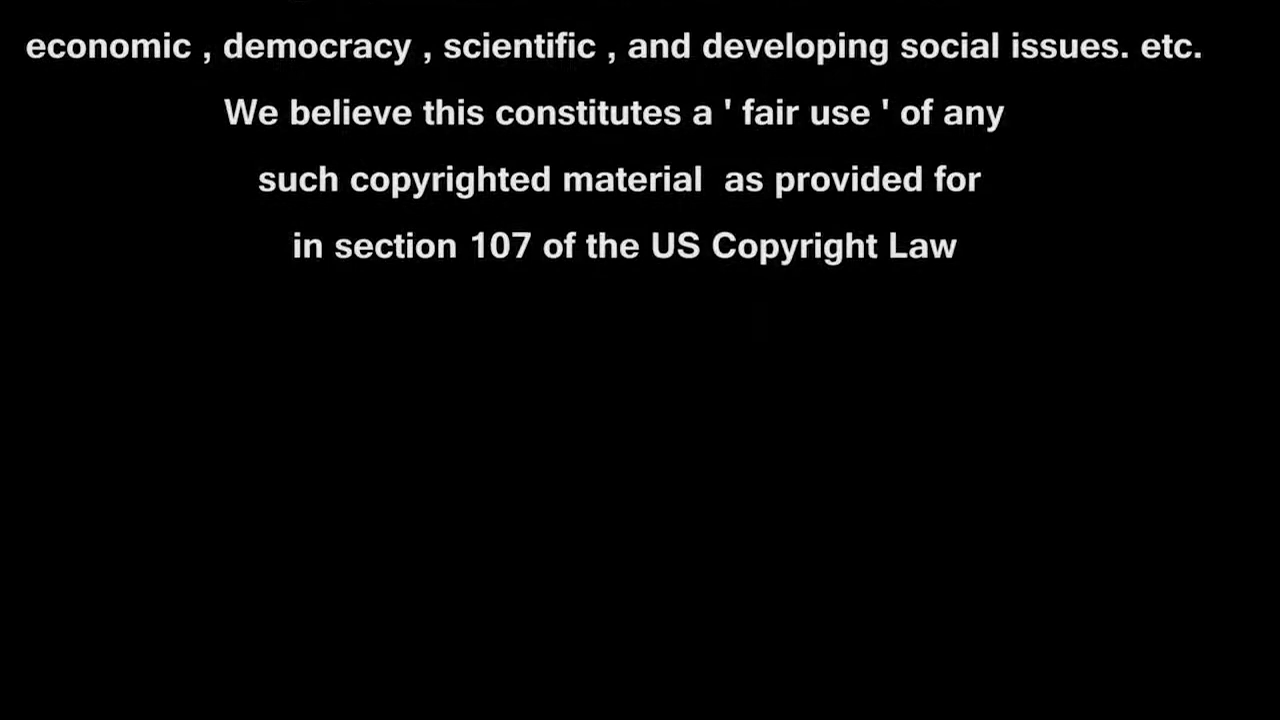 economic , democracy , scientific , and developing social issues. etc.
We believe this constitutes a ' fair use ' of any
such copyrighted material  as provided for
in section 107 of the US Copyright Law